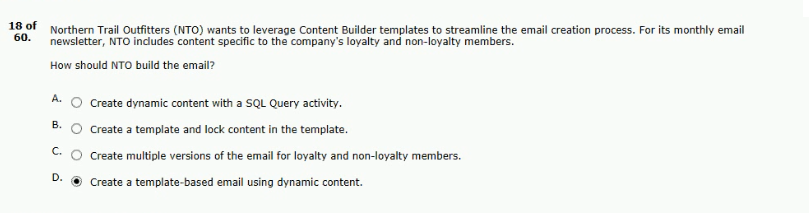 18 of 60.
Northern Trail Outfitters (NTO) wants to leverage Content Builder templates to streamline the email creation process. For its monthly email
newsletter, NTO includes content specific to the company's loyalty and non-loyalty members.
How should NTO build the email?
A. Create dynamic content with a SQL Query activity.
B. Create a template and lock content in the template.
C. Create multiple versions of the email for loyalty and non-loyalty members.
D. Create a template-based email using dynamic content.